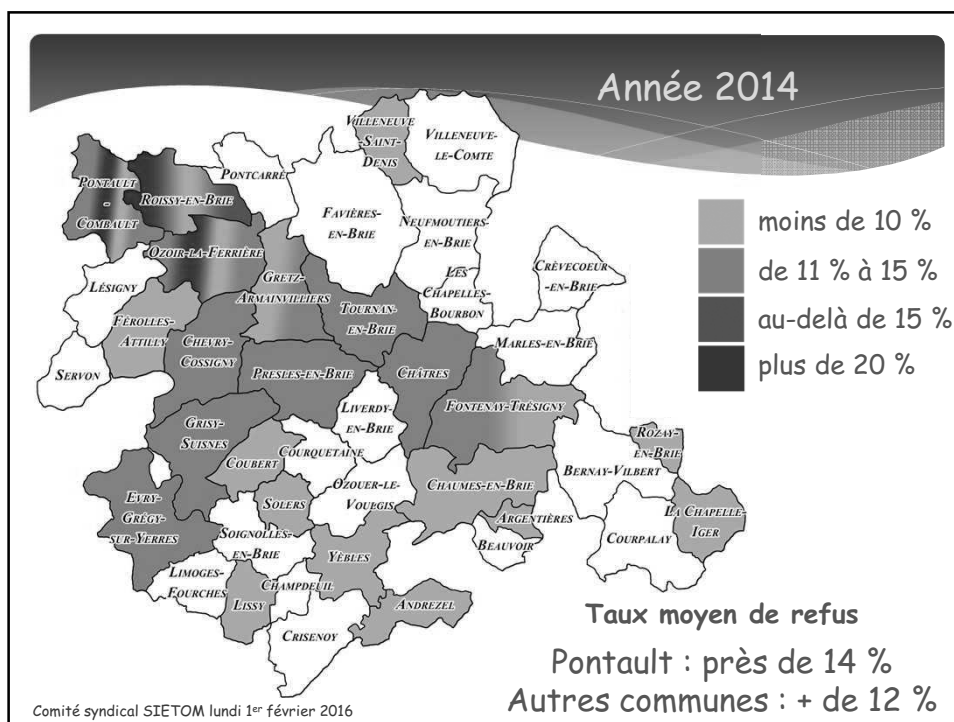 Année 2014
VILLENEUVE
-SAINT-
DENIS
VILLENEUVE-
LE-COMTE
PONTCARRÉ
PONTAULT
-
COMBAULT
ROISSY-EN-BRIE
FAVIÈRES-
EN-BRIE
NEUFMOUTIERS-
EN-BRIE
OZOIR-LA-FERRIÈRE
GRETZ-
ARMAINVILLIERS
LES
CHAPELLES-
BOURBON
CRÈVECOEUR
-EN-BRIE
LÉSIGNY
TOURNAN-
EN-BRIE
FÉROLLES-
ATTILLY
CHEVRY-
COSSIGNY
MARLES-EN-BRIE
SERVON
PRESLES-EN-BRIE
CHÂTRES
LIVERDY-
EN-BRIE
FONTENAY-TRÉSIGNY
GRISY-
SUISNES
COUBERT
COURQUETAINE
ROZAY-
EN-BRIE
BERNAY-VILBERT
OZOUER-LE-
VOULGIS
CHAUMES-EN-BRIE
EVRY-
GRÉGY-
SUR-YERRES
SOLERS
ARGENTIÈRES
LA CHAPELLE-
IGER
SOIGNOLLES-
EN-BRIE
BEAUVOIR
COURPALAY
YÈBLES
LIMOGES-
FOURCHES
CHAMPDEUIL
LISSY
ANDREZEL
CRISENOY
moins de 10 %
de 11 % à 15 %
au-delà de 15 %
plus de 20 %
Taux moyen de refus
Pontault : près de 14 %
Autres communes : + de 12 %
Comité syndical SIETOM lundi 1er février 2016